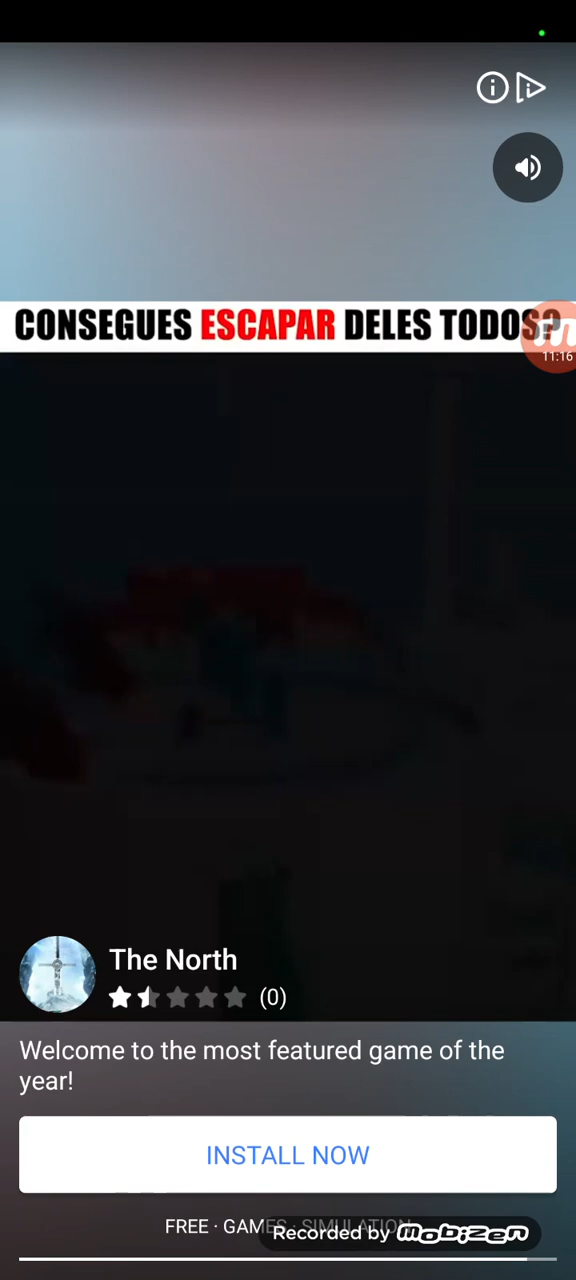 CONSEGUES ESCAPAR DELES TODOS?
11:16
The North
(0)
Welcome to the most featured game of the
year!
INSTALL NOW
FREE · GAMES · SIMULATION
Recorded by mobizen